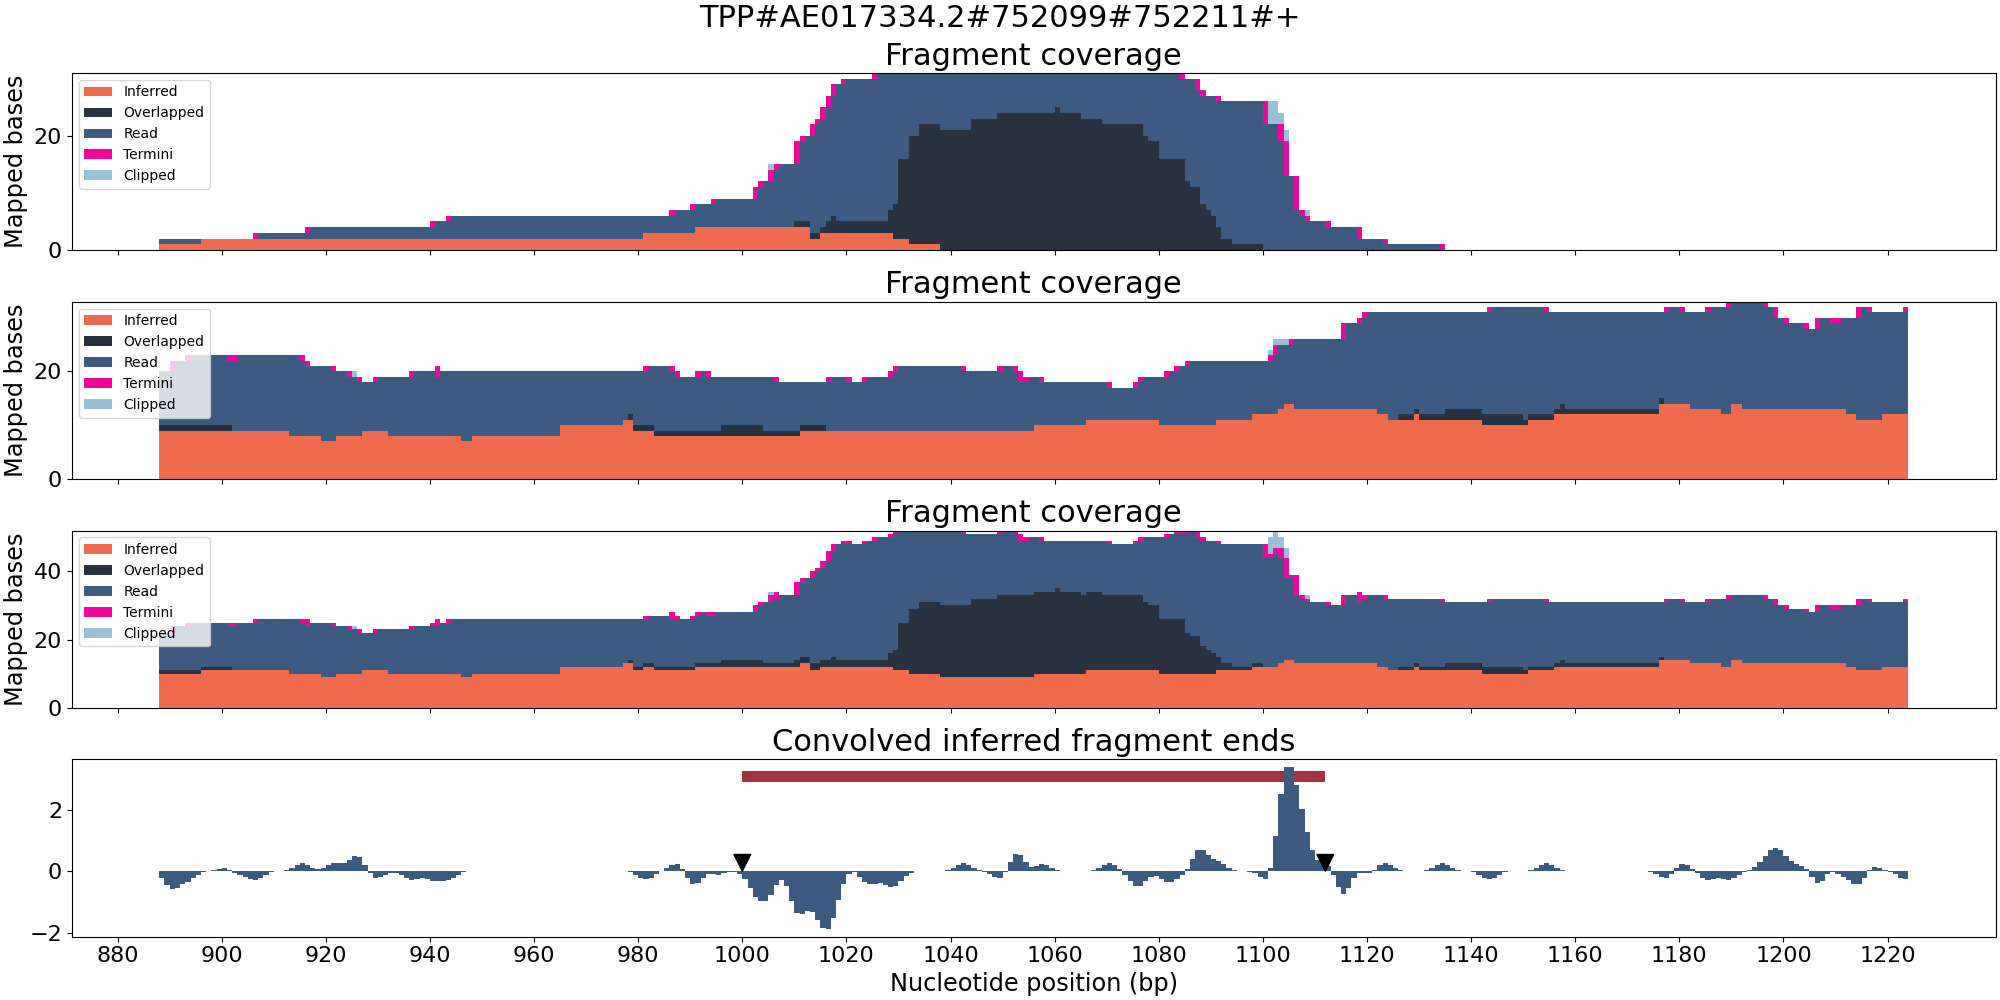 TPP#AE017334.2#752099#752211#+
Fragment coverage
Mapped bases
20
0
Inferred
Overlapped
Read
Termini
Clipped
Fragment coverage
Mapped bases
20
0
Inferred
Overlapped
Read
Termini
Clipped
Fragment coverage
Mapped bases
40
20
0
Inferred
Overlapped
Read
Termini
Clipped
Convolved inferred fragment ends
2
0
−2
880 900 920 940 960 980 1000 1020 1040 1060 1080 1100 1120 1140 1160 1180 1200 1220
Nucleotide position (bp)